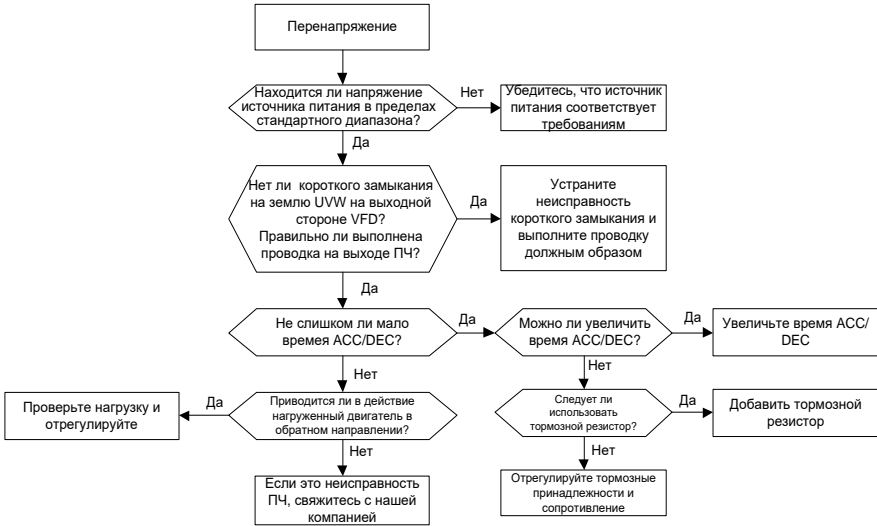 Перенапряжение
Находится ли напряжение
источника питания в пределах
стандартного диапазона?
Нет
Убедитесь, что источник
питания соответствует
требованиям
Да
Нет ли короткого замыкания
на землю UVW на выходной
стороне VFD?
Правильно ли выполнена
проводка на выходе ПЧ?
Да
Устраните
неисправность
короткого замыкания и
выполните проводку
должным образом
Да
Не слишком ли мало
времея ACC/DEC?
Да
Можно ли увеличить
время ACC/DEC?
Да
Увеличьте время ACC/
DEC
Нет
Нет
Проверьте нагрузку и
отрегулируйте
Да
Приводится ли в действие
нагруженный двигатель в
обратном направлении?
Следует ли
использовать
тормозной резистор?
Да
Добавить тормозной
резистор
Нет
Нет
Если это неисправность
ПЧ, свяжитесь с нашей
компанией
Отрегулируйте тормозные
принадлежности и
сопротивление